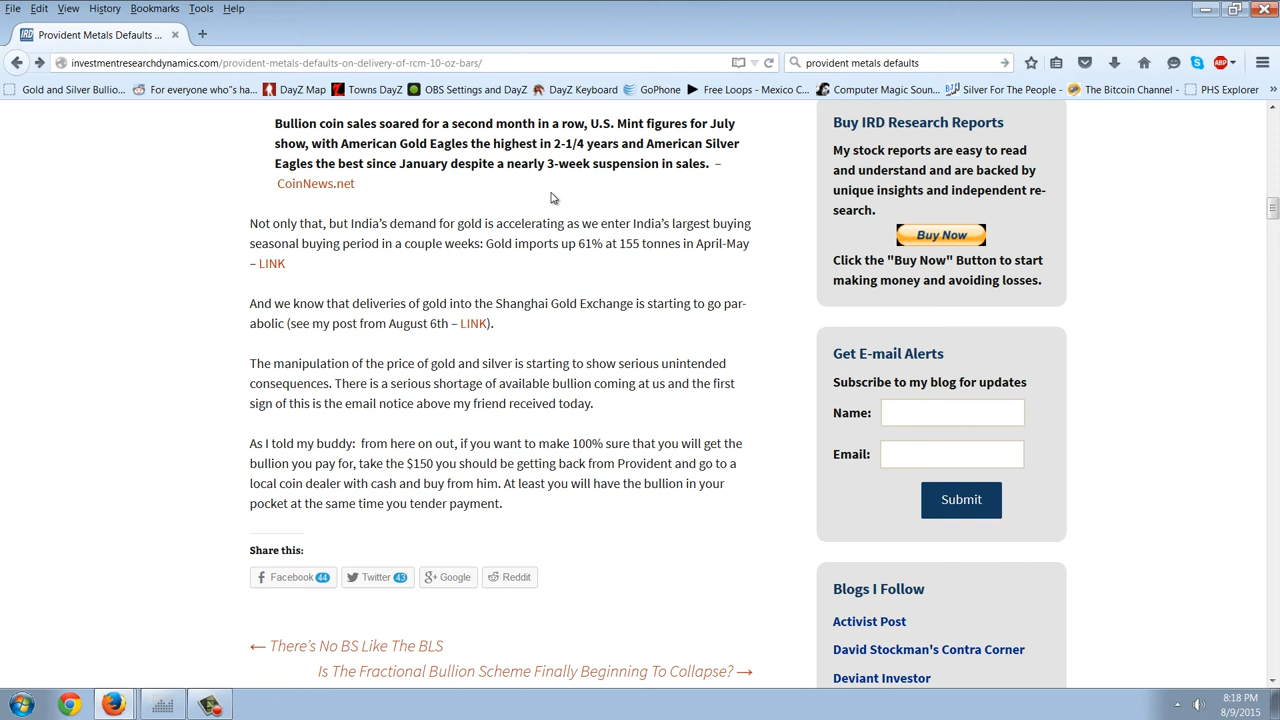 File Edit View History Bookmarks Tools Help
IRD Provident Metals Defaults ...
investmentresearchdynamics.com/provident-metals-defaults-on-delivery-of-rcm-10-oz-bars/
provident metals defaults
ABP
Gold and Silver Bullio... For everyone who"s ha... DayZ Map Towns DayZ OBS Settings and DayZ DayZ Keyboard GoPhone Free Loops - Mexico C... Computer Magic Soun... Silver For The People - The Bitcoin Channel - PHS Explorer
Bullion coin sales soared for a second month in a row, U.S. Mint figures for July
show, with American Gold Eagles the highest in 2-1/4 years and American Silver
Eagles the best since January despite a nearly 3-week suspension in sales. –
CoinNews.net
Not only that, but India's demand for gold is accelerating as we enter India's largest buying
seasonal buying period in a couple weeks: Gold imports up 61% at 155 tonnes in April-May
– LINK
And we know that deliveries of gold into the Shanghai Gold Exchange is starting to go par-
abolic (see my post from August 6th – LINK).
The manipulation of the price of gold and silver is starting to show serious unintended
consequences. There is a serious shortage of available bullion coming at us and the first
sign of this is the email notice above my friend received today.
As I told my buddy: from here on out, if you want to make 100% sure that you will get the
bullion you pay for, take the $150 you should be getting back from Provident and go to a
local coin dealer with cash and buy from him. At least you will have the bullion in your
pocket at the same time you tender payment.
Share this:
Facebook 44 Twitter 43 g+ Google Reddit
← There's No BS Like The BLS
Is The Fractional Bullion Scheme Finally Beginning To Collapse? →
Buy IRD Research Reports
My stock reports are easy to read
and understand and are backed by
unique insights and independent re-
search.
Buy Now
Click the "Buy Now" Button to start
making money and avoiding losses.
Get E-mail Alerts
Subscribe to my blog for updates
Name:
Email:
Submit
Blogs I Follow
Activist Post
David Stockman's Contra Corner
Deviant Investor
8:18 PM
8/9/2015